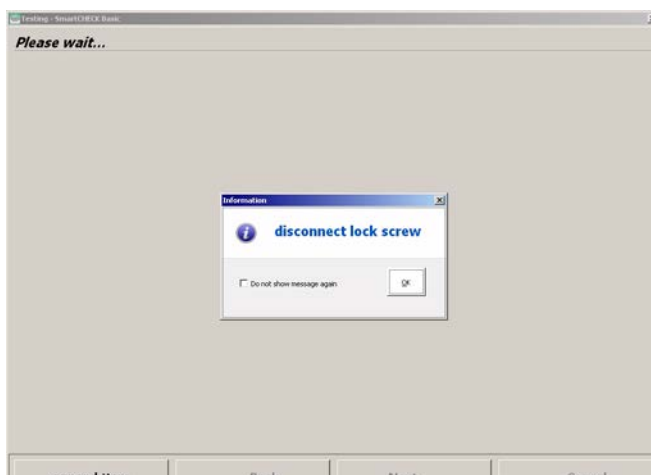 Testing - SmartCHECK Basic
Please wait...
Information
disconnect lock screw
Do not show message again
OK